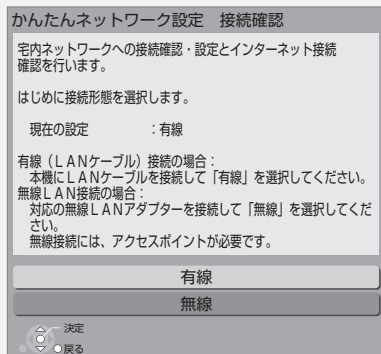 かんたんネットワーク設定　接続確認
宅内ネットワークへの接続確認・設定とインターネット接続
確認を行います。
はじめに接続形態を選択します。
現在の設定　　　：有線
有線（ＬＡＮケーブル）接続の場合：
本機にＬＡＮケーブルを接続して「有線」を選択してください。
無線ＬＡＮ接続の場合：
対応の無線ＬＡＮアダプターを接続して「無線」を選択してくだ
さい。
無線接続には、アクセスポイントが必要です。
有線
無線
決定
戻る